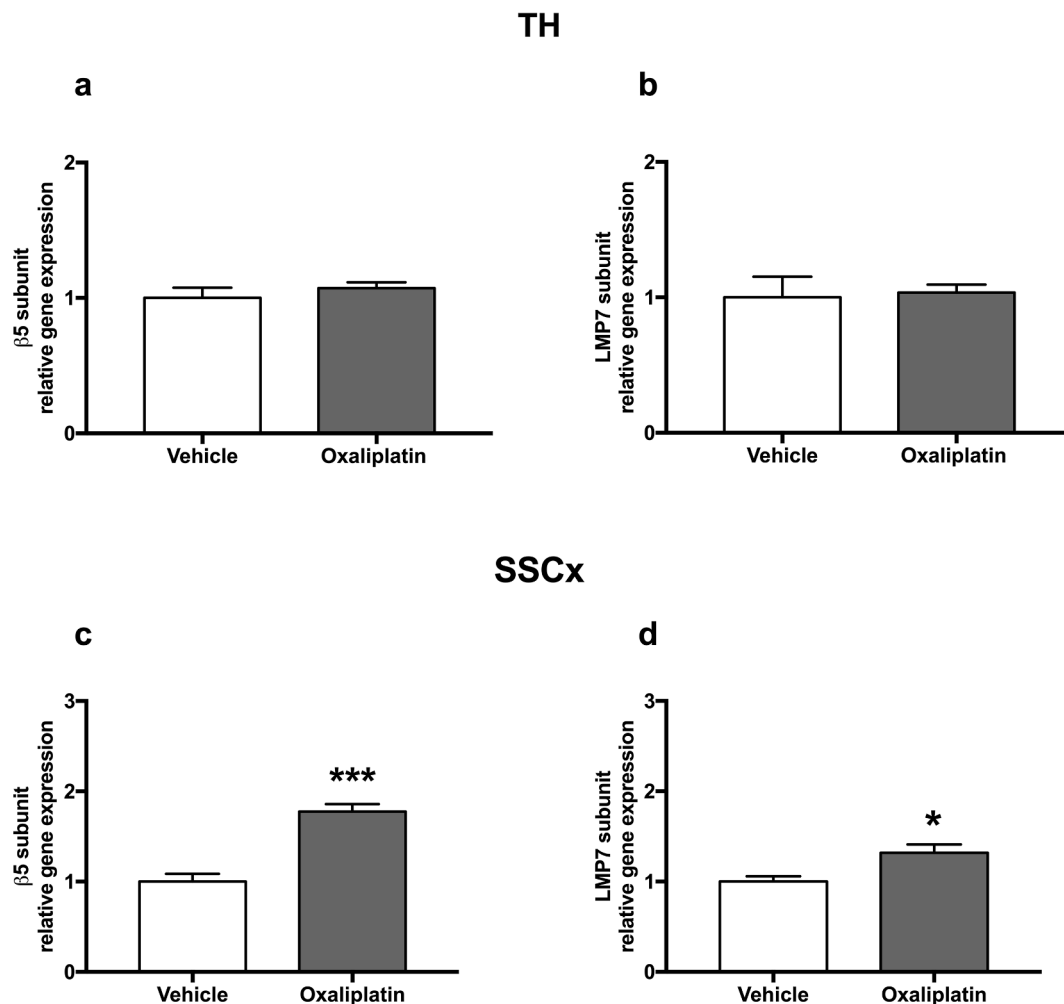 TH
a
β5 subunit
relative gene expression
2
1
0
Vehicle
Oxaliplatin
b
LMP7 subunit
relative gene expression
2
1
0
Vehicle
Oxaliplatin
SSCx
c
β5 subunit
relative gene expression
3
2
1
0
***
Vehicle
Oxaliplatin
d
LMP7 subunit
relative gene expression
3
2
1
0
*
Vehicle
Oxaliplatin